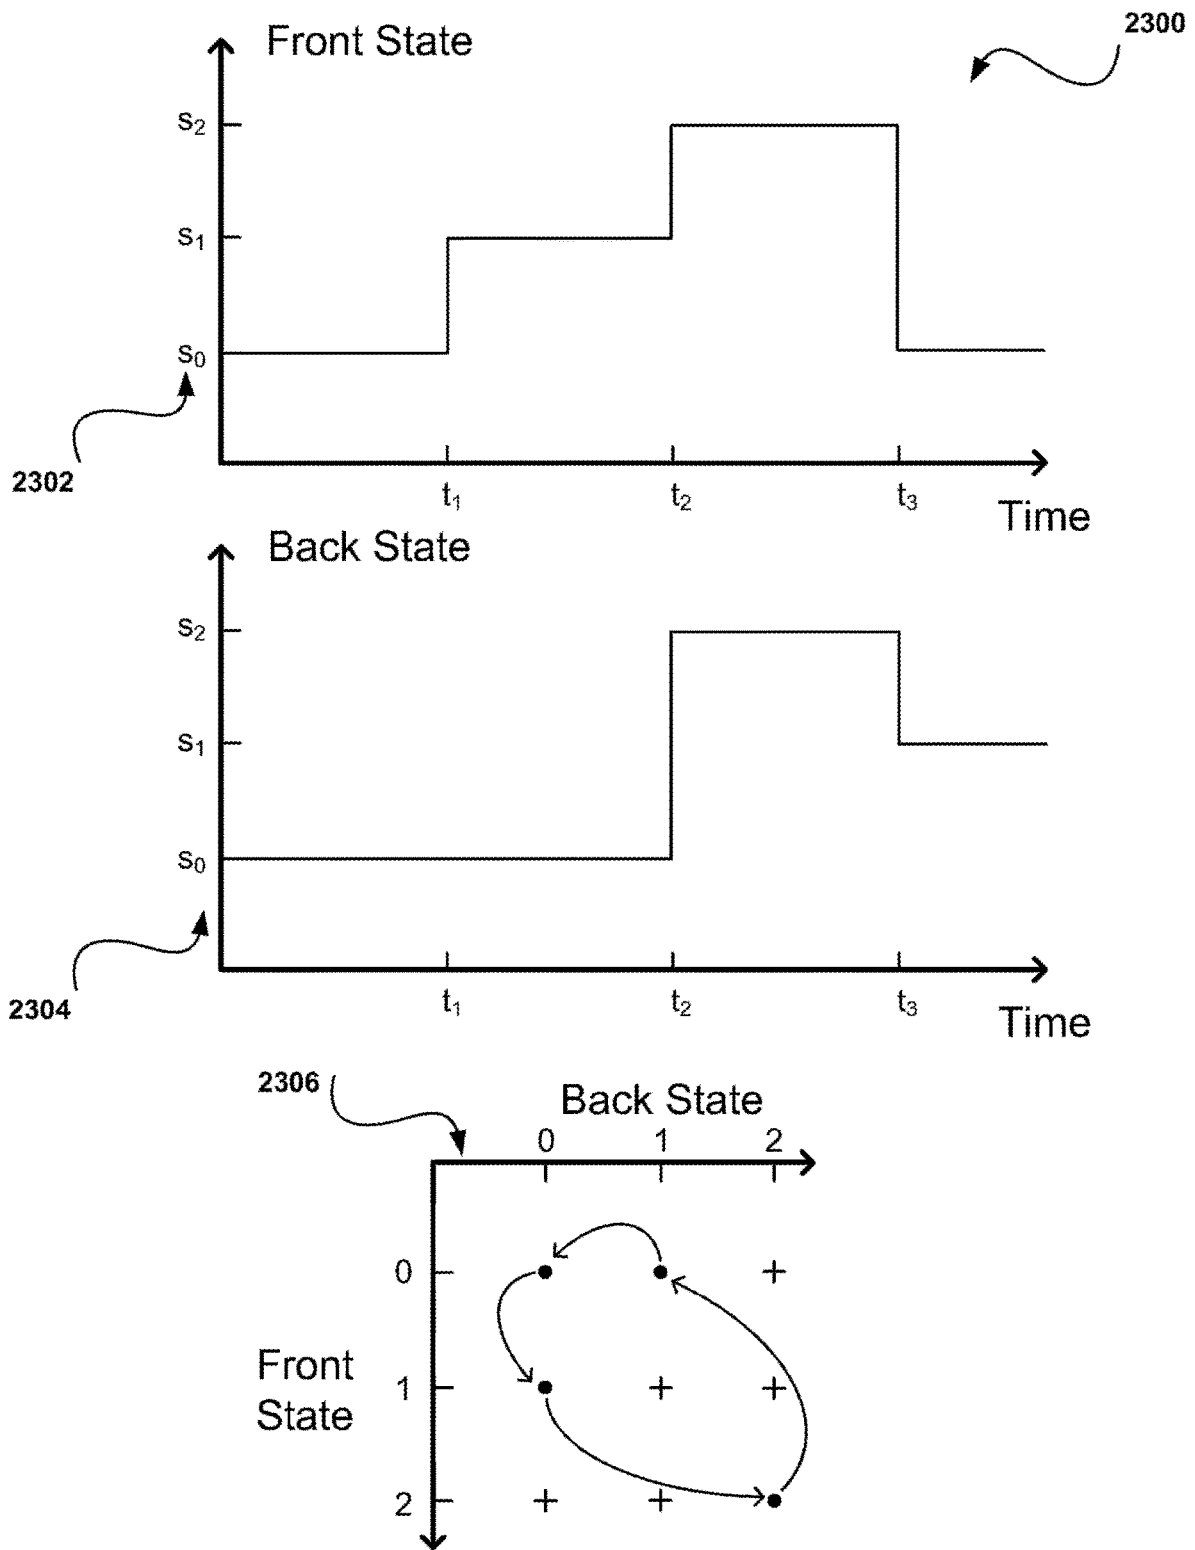 2300
Front State
s2
s1
s0
2302
t1
t2
t3
Time
Back State
s2
s1
s0
2304
t1
t2
t3
Time
2306
Back State
0 1 2
0
Front
State
1
2